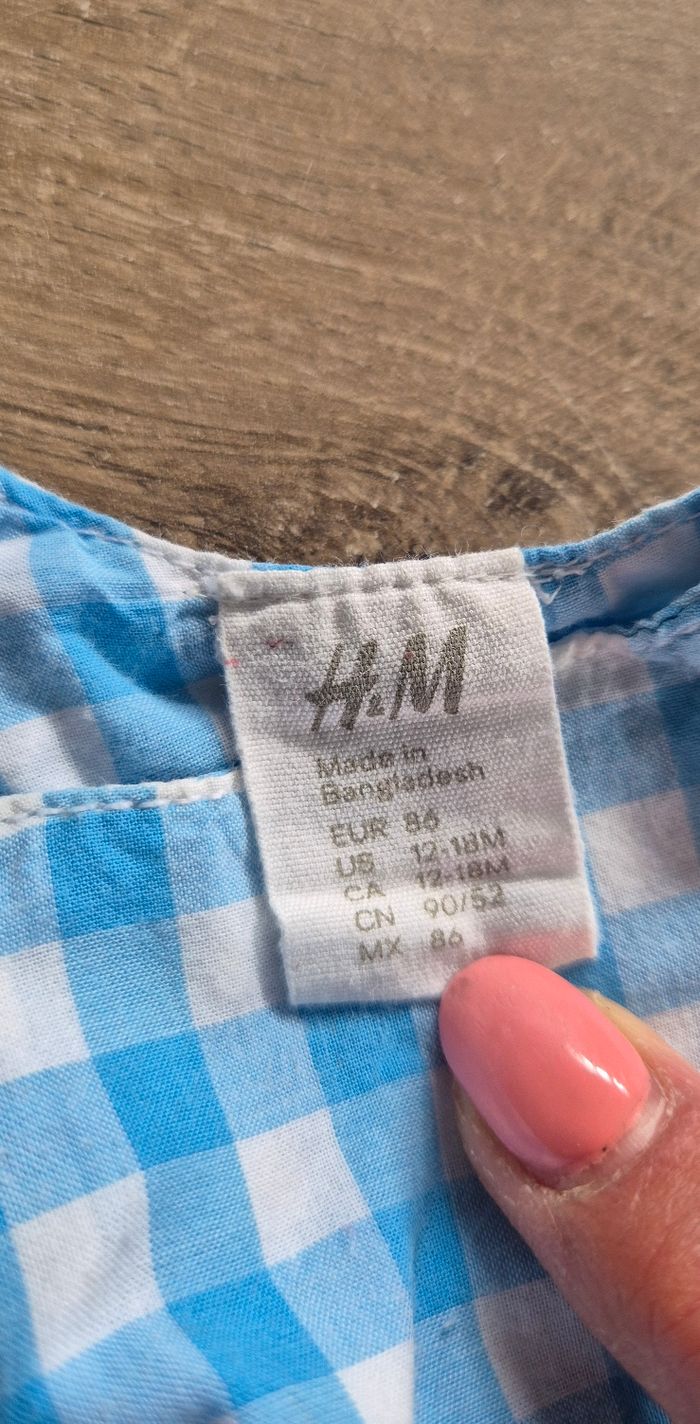 H&M
Made in
Bangladesh
EUR 86
US 12-18M
CA 12-18M
CN 90/52
MX 86